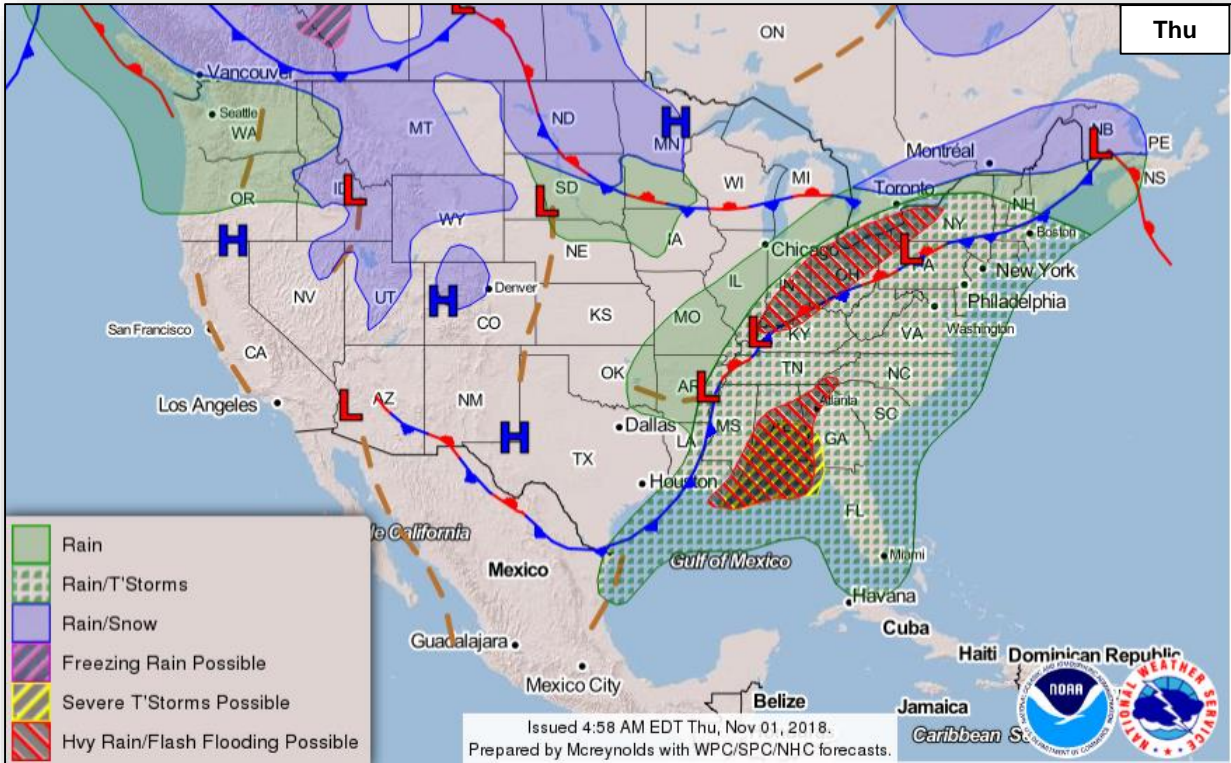 Thu
ON
Vancouver
Seattle
WA
MT
ND
MN
H
NB
PE
Montréal
NS
WI
MI
Toronto
NH
OR
ID
L
WY
SD
L
IA
NY
Boston
H
NE
Chicago
L
PA
New York
NV
UT
H
Denver
CO
IL
IN
OH
Philadelphia
San Francisco
KS
MO
L
KY
VA
Washington
CA
OK
TN
NC
Los Angeles
L
AZ
NM
AR
L
Atlanta
SC
H
Dallas
LA
MS
GA
TX
Houston
FL
Gulf of Mexico
Miami
Mexico
Havana
Cuba
Guadalajara
Haiti
Dominican Republic
Mexico City
Belize
Jamaica
Rain
Rain/T'Storms
Rain/Snow
Freezing Rain Possible
Severe T'Storms Possible
Hvy Rain/Flash Flooding Possible
Issued 4:58 AM EDT Thu, Nov 01, 2018.
Prepared by Mcreynolds with WPC/SPC/NHC forecasts.
Caribbean
NOAA
NATIONAL WEATHER SERVICE
L
L
California